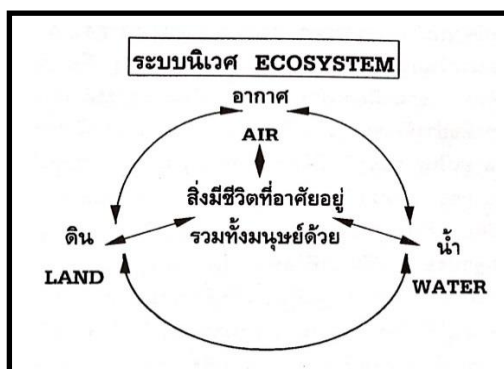 ระบบนิเวศ ECOSYSTEM
อากาศ
AIR
สิ่งมีชีวิตที่อาศัยอยู่
รวมทั้งมนุษย์ด้วย
ดิน
LAND
น้ำ
WATER